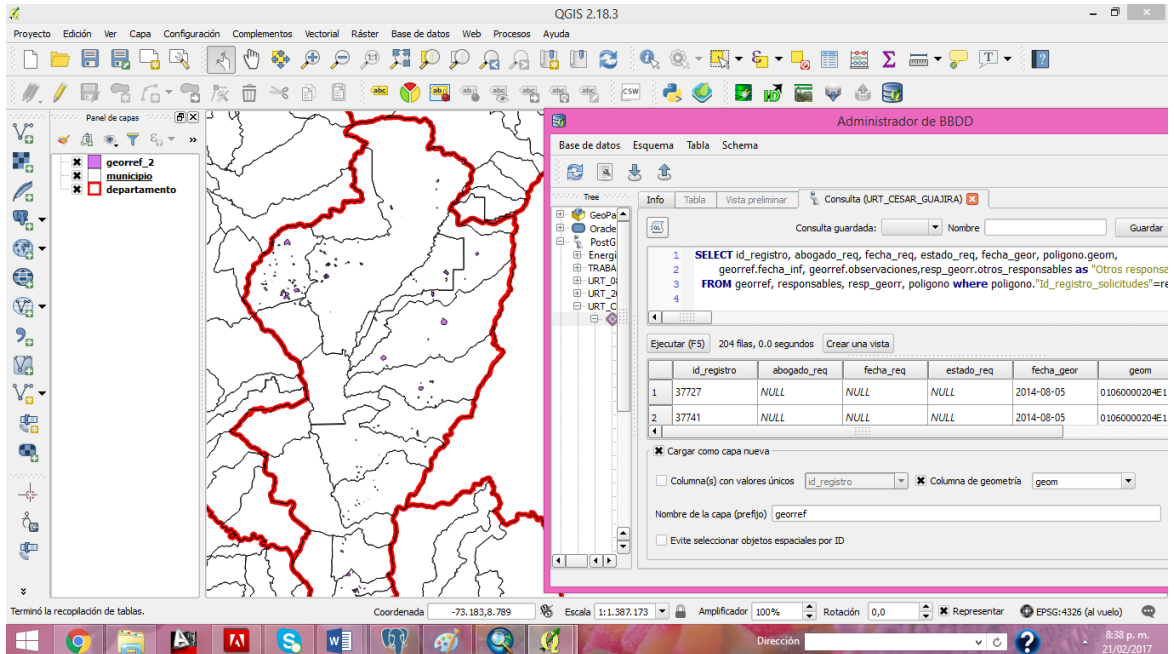 QGIS 2.18.3
Proyecto Edición Ver Capa Configuración Complementos Vectorial Ráster Base de datos Web Procesos Ayuda
Panel de capas
georref_2
municipio
departamento
Administrador de BBDD
Base de datos Esquema Tabla Schema
Tree
GeoPa
Oracle
PostG
Energi
TRABA
URT_08
URT_20
URT_C
Info Tabla Vista preliminar Consulta (URT_CESAR_GUAJIRA)
Consulta guardada: Nombre Guardar
1 SELECT id_registro, abogado_req, fecha_req, estado_req, fecha_geor, poligono.geom,
2 georref.fecha_inf, georref.observaciones,resp_georr.otros_responsables as "Otros responsa
3 FROM georref, responsables, resp_georr, poligono where poligono."Id_registro_solicitudes"=re
4
Ejecutar (F5) 204 filas, 0.0 segundos Crear una vista
id_registro abogado_req fecha_req estado_req fecha_geor geom
1 37727 NULL NULL NULL 2014-08-05 01060000204E1
2 37741 NULL NULL NULL 2014-08-05 01060000204E1
Cargar como capa nueva
Columna(s) con valores únicos id_registro Columna de geometría geom
Nombre de la capa (prefijo) georref
Evite seleccionar objetos espaciales por ID
Terminó la recopilación de tablas. Coordenada -73.183,8.789 Escala 1:1.387.173 Amplificador 100% Rotación 0,0 Representar EPSG:4326 (al vuelo)
Dirección 8:38 p. m.
21/02/2017